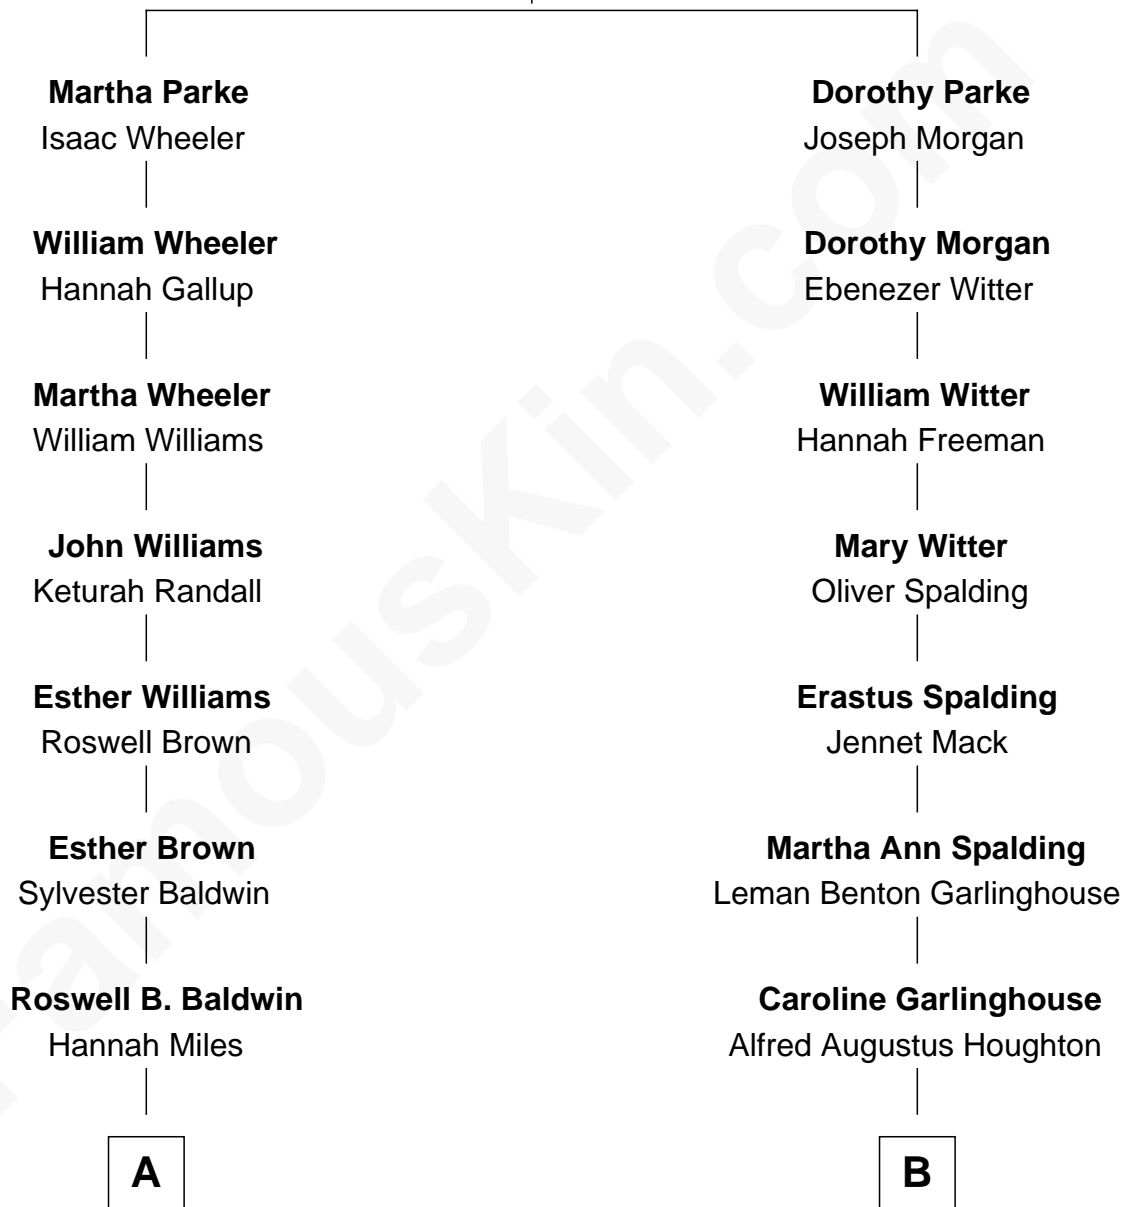 Martha Parke
Isaac Wheeler
William Wheeler
Hannah Gallup
Martha Wheeler
William Williams
John Williams
Keturah Randall
Esther Williams
Roswell Brown
Esther Brown
Sylvester Baldwin
Roswell B. Baldwin
Hannah Miles
A
Dorothy Parke
Joseph Morgan
Dorothy Morgan
Ebenezer Witter
William Witter
Hannah Freeman
Mary Witter
Oliver Spalding
Erastus Spalding
Jennet Mack
Martha Ann Spalding
Leman Benton Garlinghouse
Caroline Garlinghouse
Alfred Augustus Houghton
B
FamousKin.com